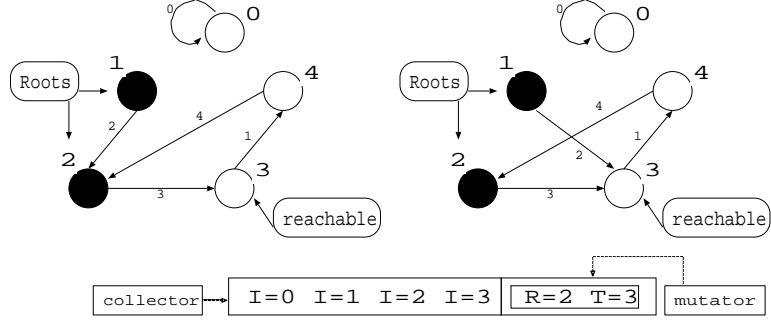 0 0
0 0
1 4 1 4
Roots Roots
2 4 2 4
2 1 2 1
3 3
3 3
reachable reachable
collector I=0 I=1 I=2 I=3 R=2 T=3 mutator